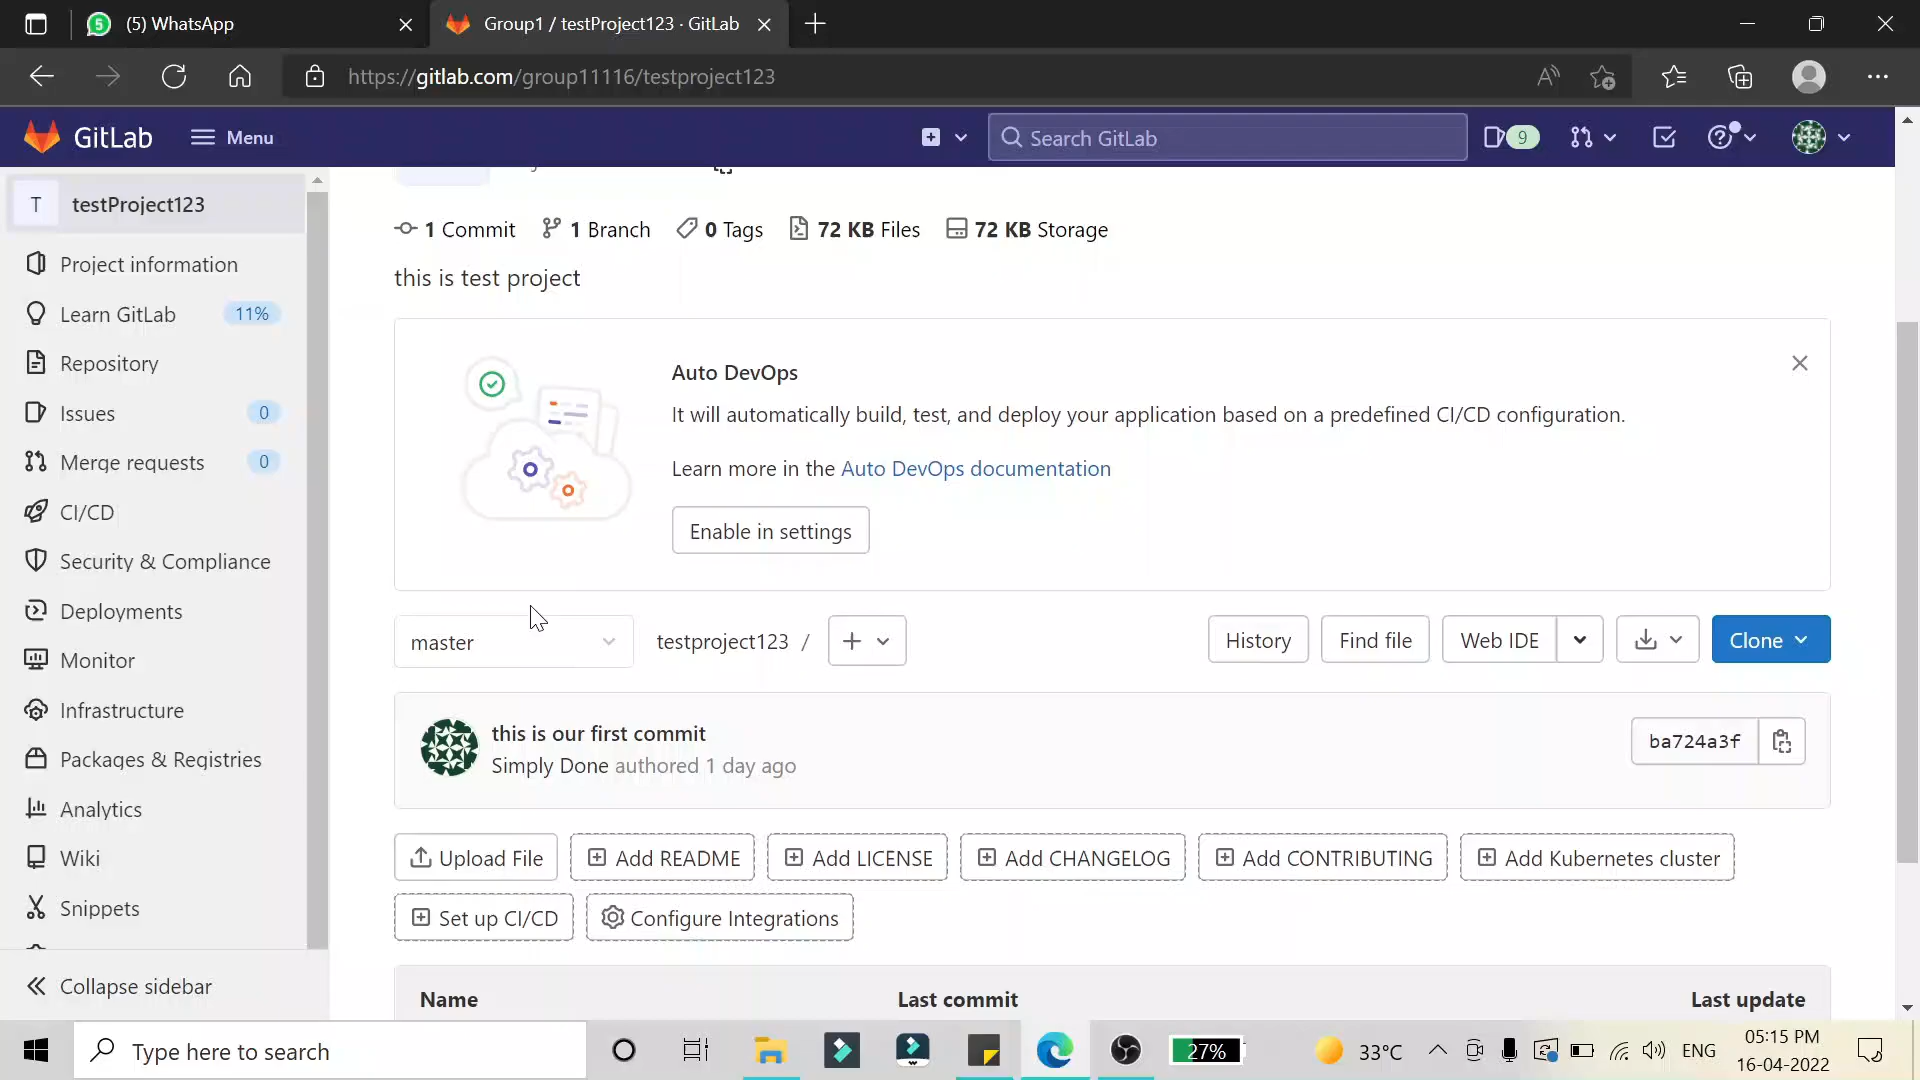 (5) WhatsApp
Group1 / testProject123 · GitLab
https://gitlab.com/group11116/testproject123
GitLab
Menu
Search GitLab
9
T testProject123
Project information
Learn GitLab 11%
Repository
Issues 0
Merge requests 0
CI/CD
Security & Compliance
Deployments
Monitor
Infrastructure
Packages & Registries
Analytics
Wiki
Snippets
Collapse sidebar
1 Commit 1 Branch 0 Tags 72 KB Files 72 KB Storage
this is test project
Auto DevOps
It will automatically build, test, and deploy your application based on a predefined CI/CD configuration.
Learn more in the Auto DevOps documentation
Enable in settings
master testproject123 / History Find file Web IDE Clone
this is our first commit
Simply Done authored 1 day ago
ba724a3f
Upload File Add README Add LICENSE Add CHANGELOG Add CONTRIBUTING Add Kubernetes cluster
Set up CI/CD Configure Integrations
Name Last commit Last update
Type here to search
27%
33°C
ENG
05:15 PM
16-04-2022